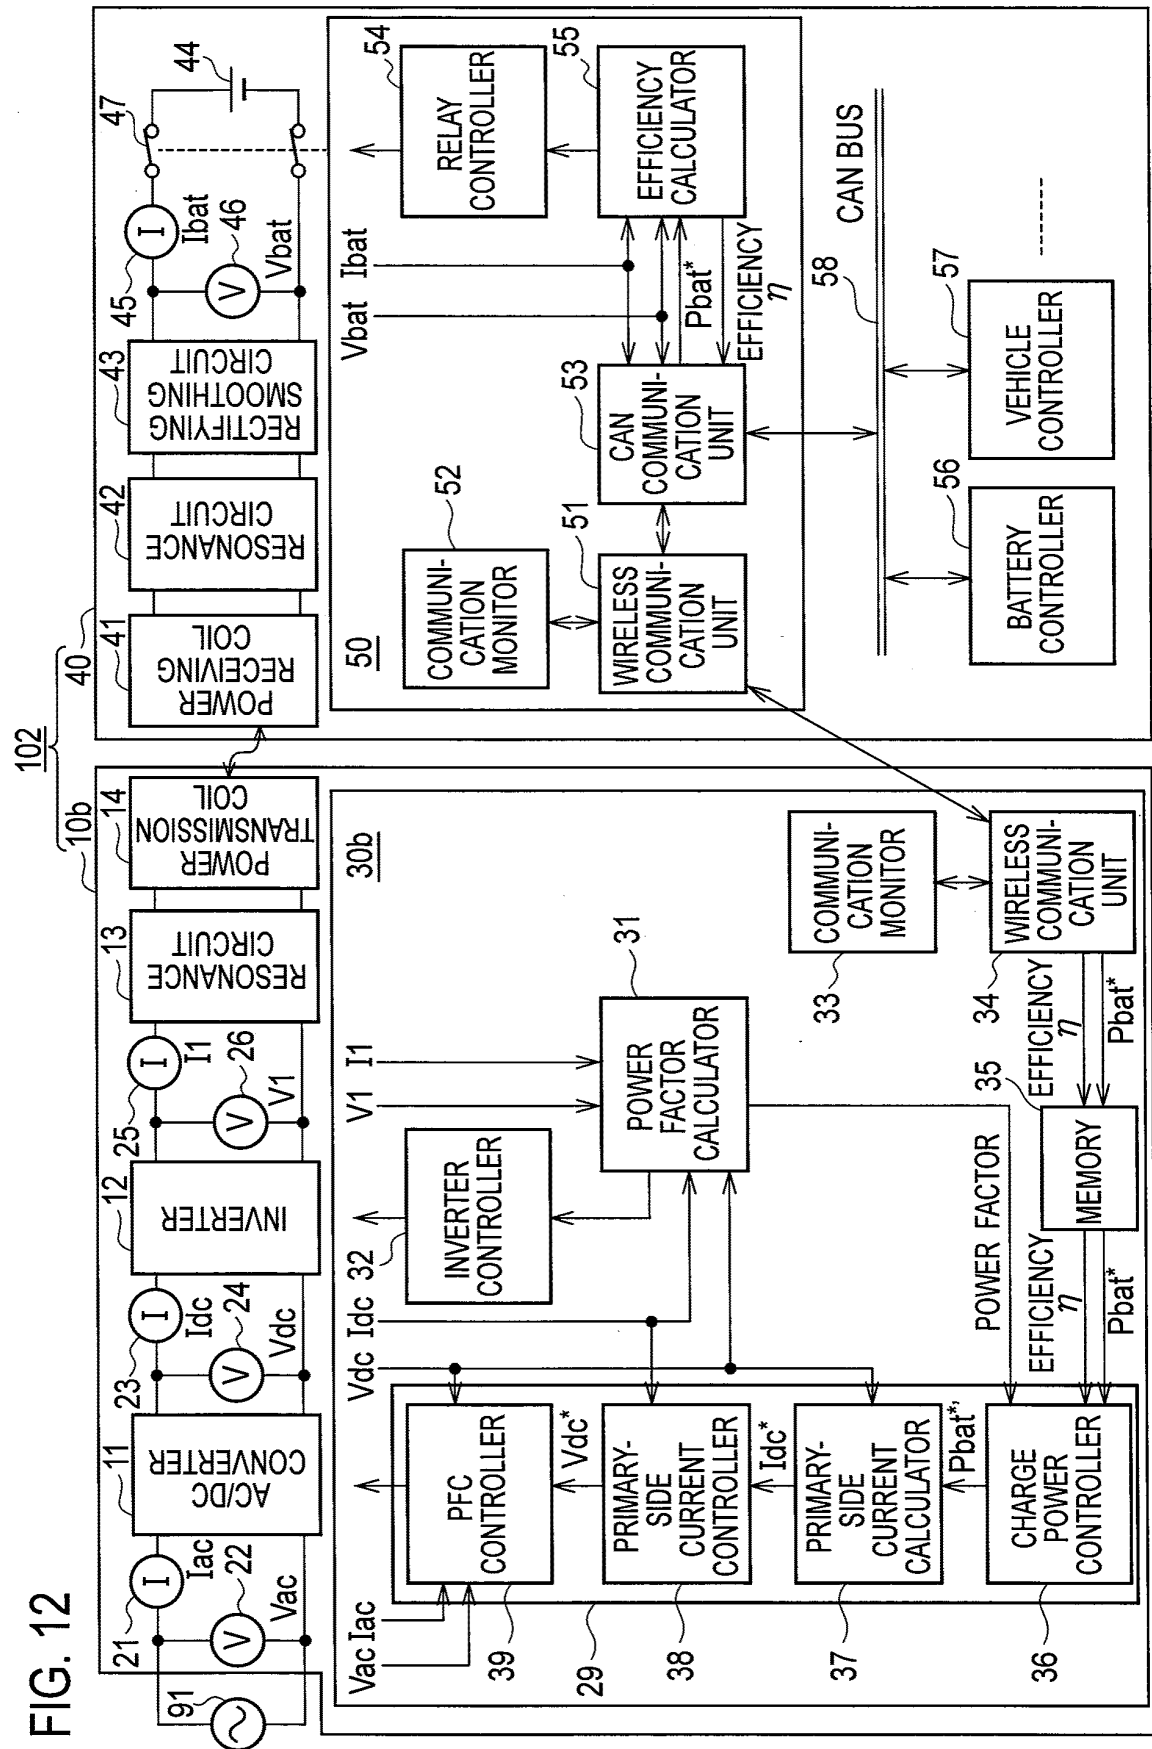 FIG. 12
102
10b
40
91
21
I
Iac
V
22
Vac
11
AC/DC
CONVERTER
23
I
Idc
V
24
Vdc
12
INVERTER
25
I
I1
V
26
V1
13
RESONANCE
CIRCUIT
14
POWER
TRANSMISSION
COIL
41
POWER
RECEIVING
COIL
42
RESONANCE
CIRCUIT
43
RECTIFYING
SMOOTHING
CIRCUIT
45
I
Ibat
V
46
Vbat
47
44
30b
Vac
Iac
Vdc
Idc
V1
I1
39
PFC
CONTROLLER
Vdc*
38
PRIMARY-
SIDE
CURRENT
CONTROLLER
Idc*
37
PRIMARY-
SIDE
CURRENT
CALCULATOR
Pbat*'
36
CHARGE
POWER
CONTROLLER
29
32
INVERTER
CONTROLLER
31
POWER
FACTOR
CALCULATOR
POWER FACTOR
EFFICIENCY
η
Pbat*
35
MEMORY
EFFICIENCY
η
Pbat*
33
COMMUNI-
CATION
MONITOR
34
WIRELESS
COMMUNI-
CATION
UNIT
50
52
COMMUNI-
CATION
MONITOR
51
WIRELESS
COMMUNI-
CATION
UNIT
53
CAN
COMMUNI-
CATION
UNIT
Vbat
Ibat
Pbat*
EFFICIENCY
η
54
RELAY
CONTROLLER
55
EFFICIENCY
CALCULATOR
58
CAN BUS
56
BATTERY
CONTROLLER
57
VEHICLE
CONTROLLER